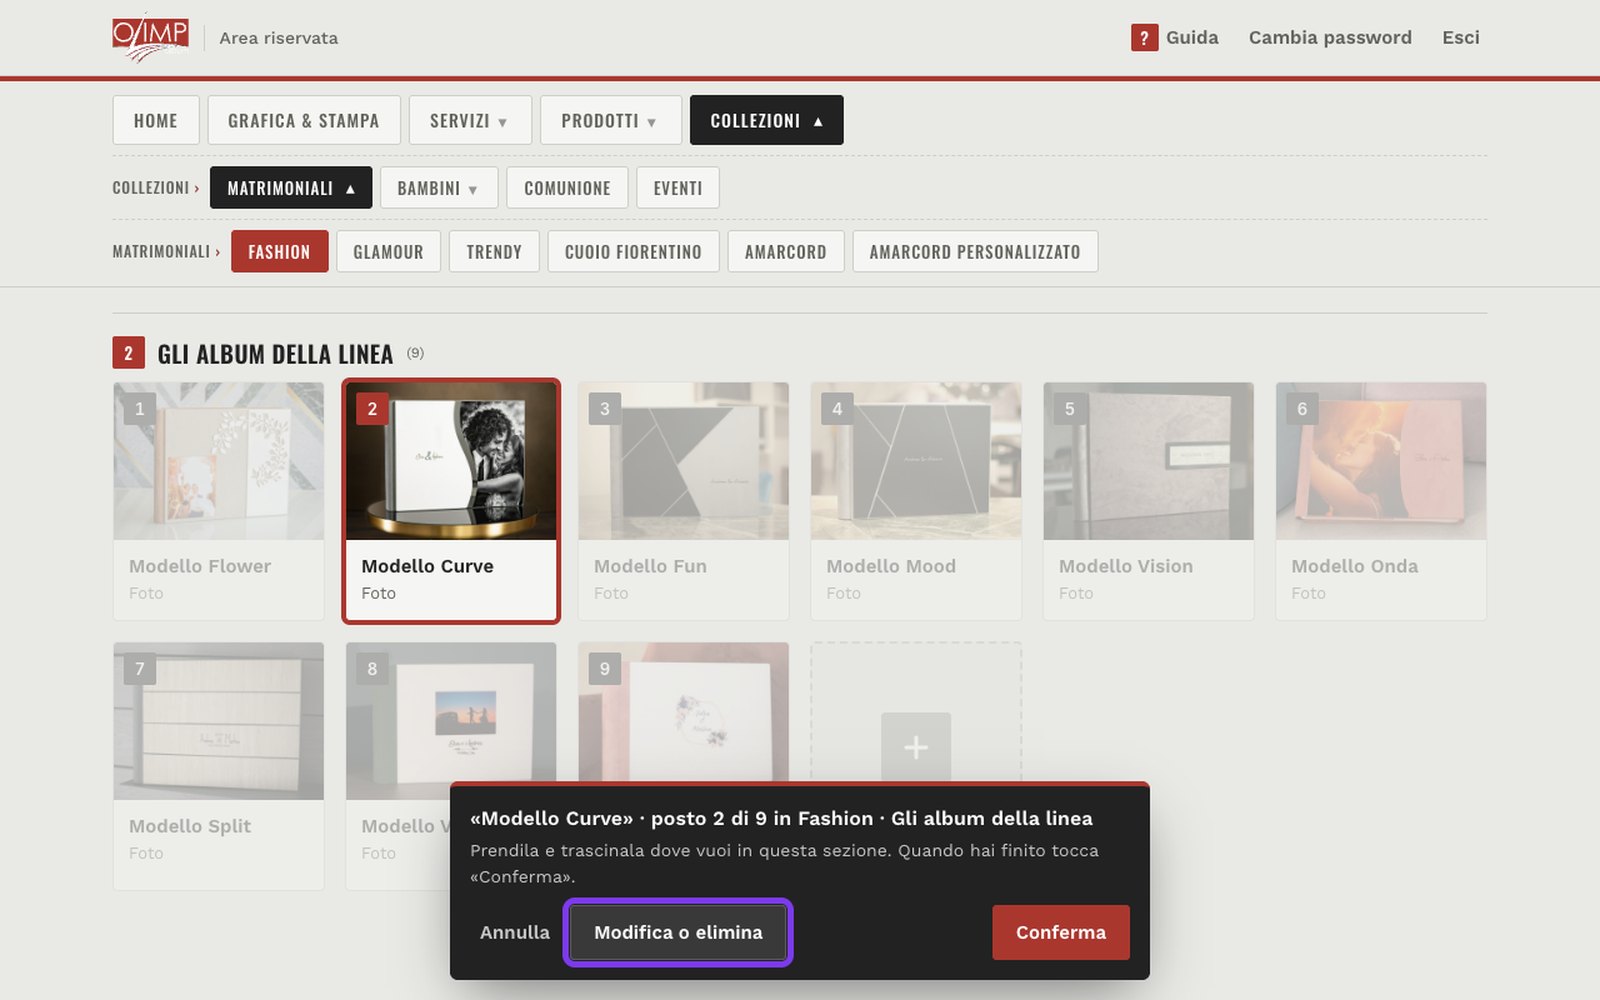 OLIMP
Area riservata
? Guida
Cambia password
Esci
HOME
GRAFICA & STAMPA
SERVIZI ▼
PRODOTTI ▼
COLLEZIONI ▲
COLLEZIONI ›
MATRIMONIALI ▲
BAMBINI ▼
COMUNIONE
EVENTI
MATRIMONIALI ›
FASHION
GLAMOUR
TRENDY
CUOIO FIORENTINO
AMARCORD
AMARCORD PERSONALIZZATO
2 GLI ALBUM DELLA LINEA (9)
1
2
3
4
5
6
Modello Flower
Foto
Modello Curve
Foto
Modello Fun
Foto
Modello Mood
Foto
Modello Vision
Foto
Modello Onda
Foto
7
8
9
+
Modello Split
Foto
Modello V
Foto
«Modello Curve» · posto 2 di 9 in Fashion · Gli album della linea
Prendila e trascinala dove vuoi in questa sezione. Quando hai finito tocca
«Conferma».
Annulla
Modifica o elimina
Conferma